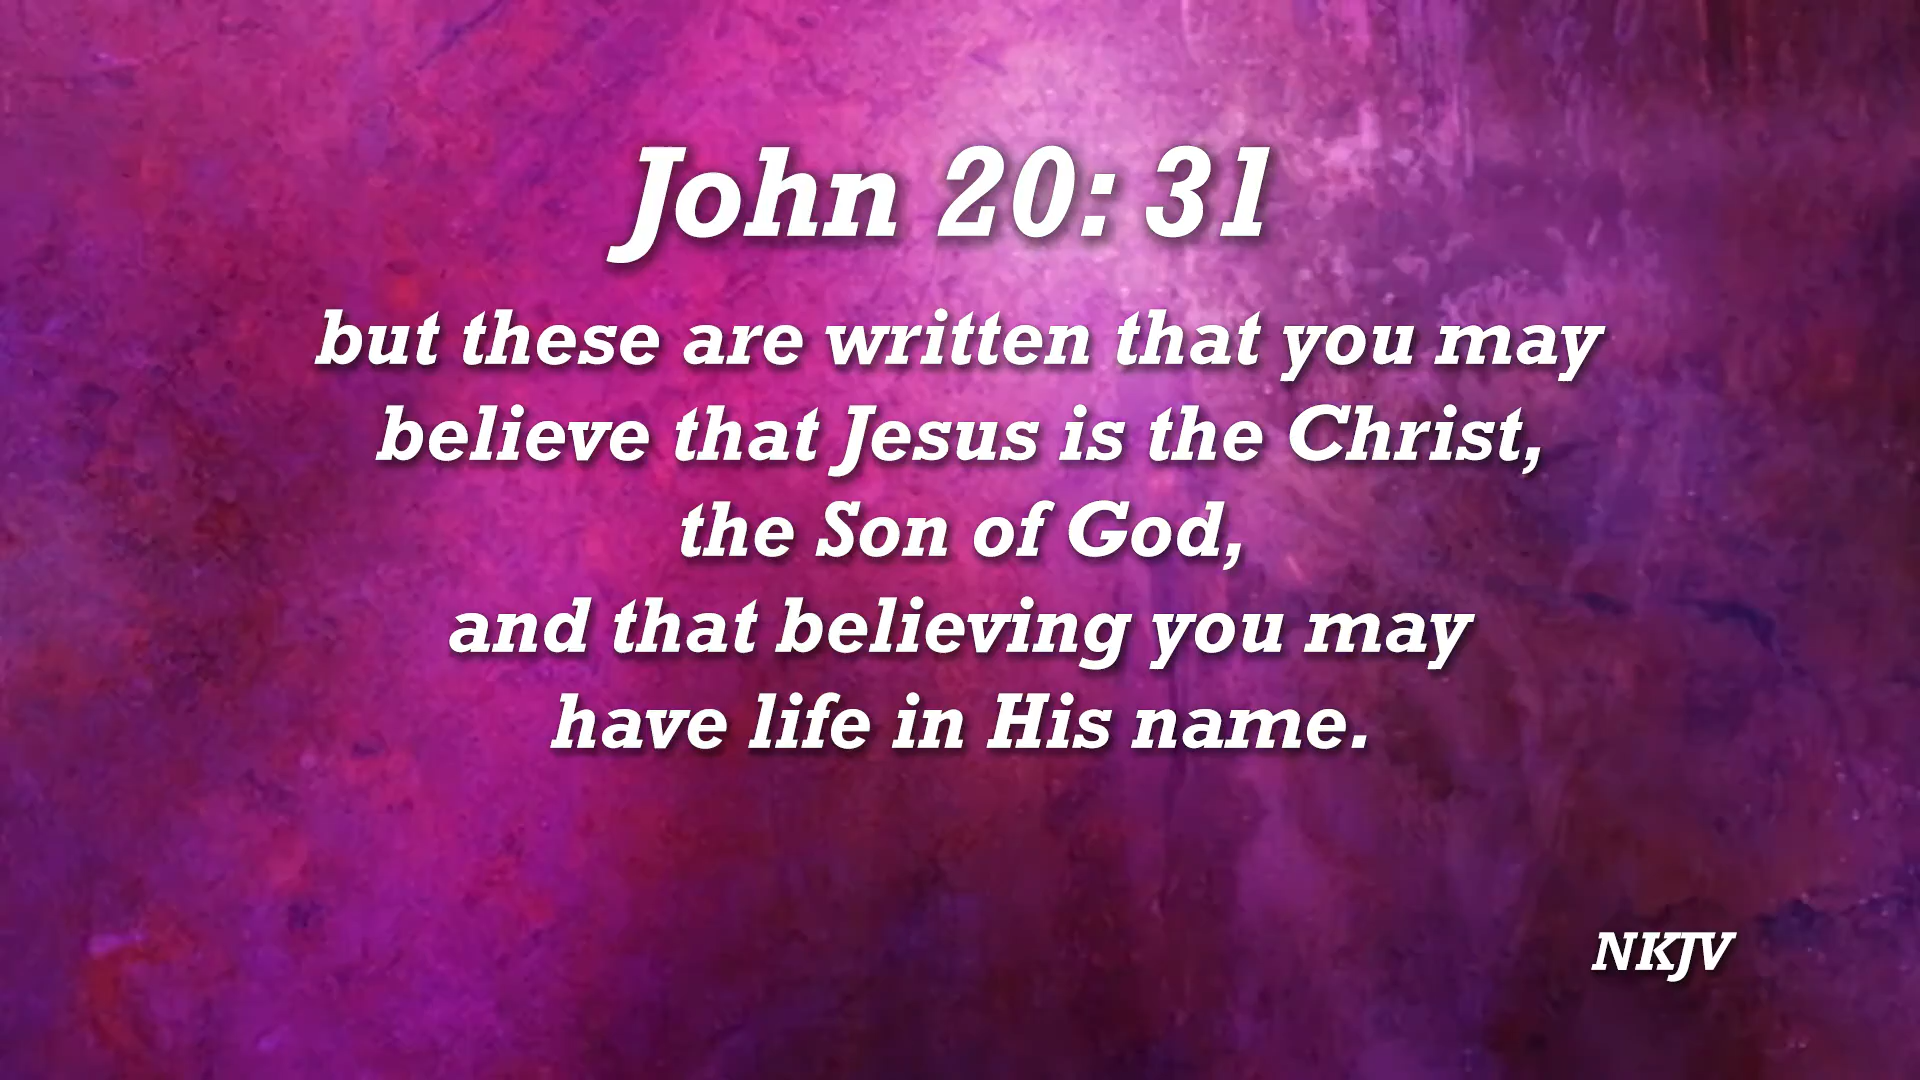 John 20: 31
but these are written that you may
believe that Jesus is the Christ,
the Son of God,
and that believing you may
have life in His name.
NKJV